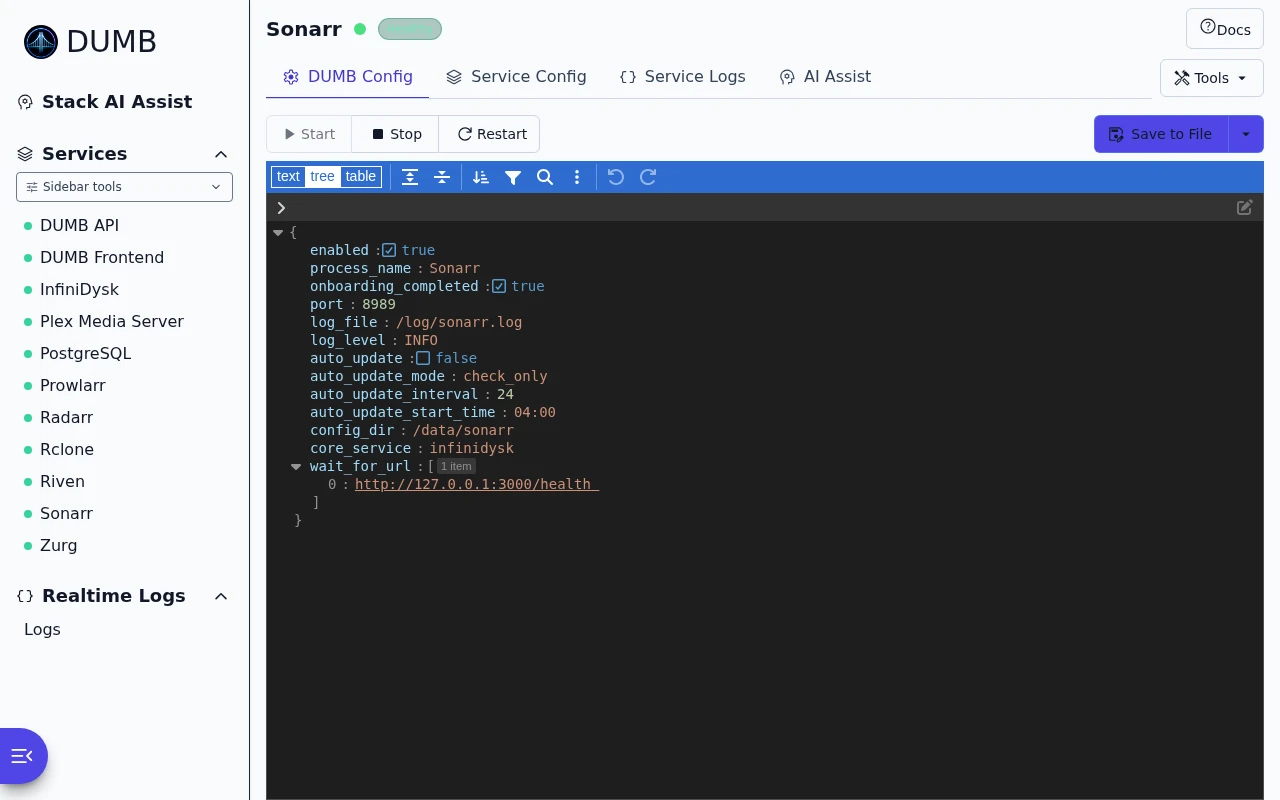 DUMB
Stack AI Assist
Services
Sidebar tools
DUMB API
DUMB Frontend
InfiniDysk
Plex Media Server
PostgreSQL
Prowlarr
Radarr
Rclone
Riven
Sonarr
Zurg
Realtime Logs
Logs
Sonarr
Docs
DUMB Config
Service Config
Service Logs
AI Assist
Tools
Start
Stop
Restart
Save to File
text tree table
{
enabled : true
process_name : Sonarr
onboarding_completed : true
port : 8989
log_file : /log/sonarr.log
log_level : INFO
auto_update : false
auto_update_mode : check_only
auto_update_interval : 24
auto_update_start_time : 04:00
config_dir : /data/sonarr
core_service : infinidysk
wait_for_url : [ 1 item
0 : http://127.0.0.1:3000/health
]
}